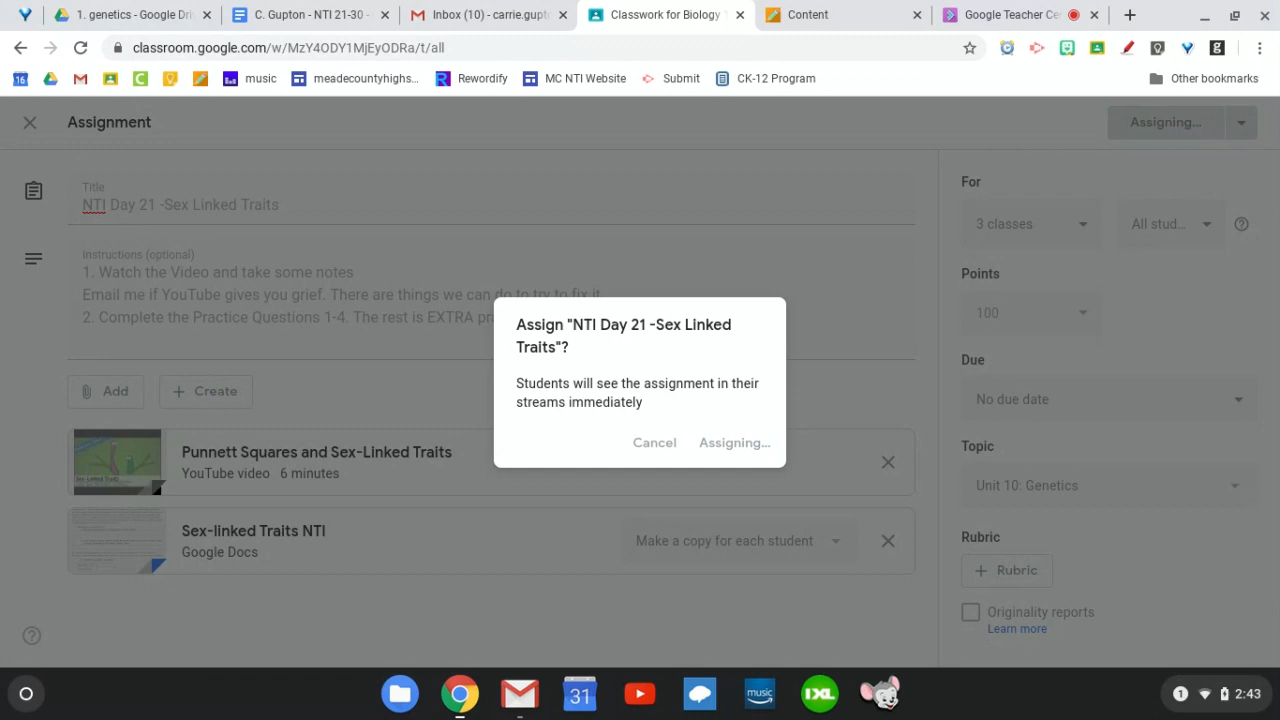 1. genetics - Google Dri
C. Gupton - NTI 21-30 -
Inbox (10) - carrie.gupt
Classwork for Biology
Content
Google Teacher Ce
classroom.google.com/w/MzY4ODY1MjEyODRa/t/all
music
meadecountyhighs...
Rewordify
MC NTI Website
Submit
CK-12 Program
Other bookmarks
Assignment
Assigning...
Title
NTI Day 21 -Sex Linked Traits
Instructions (optional)
1. Watch the Video and take some notes
Email me if YouTube gives you grief. There are things we can do to try to fix it
2. Complete the Practice Questions 1-4. The rest is EXTRA pr
Add
Create
Punnett Squares and Sex-Linked Traits
YouTube video 6 minutes
Sex-linked Traits NTI
Google Docs
Make a copy for each student
Assign "NTI Day 21 -Sex Linked
Traits"?
Students will see the assignment in their
streams immediately
Cancel
Assigning...
For
3 classes
All stud...
Points
100
Due
No due date
Topic
Unit 10: Genetics
Rubric
Rubric
Originality reports
Learn more
31
music
IXL
1
2:43